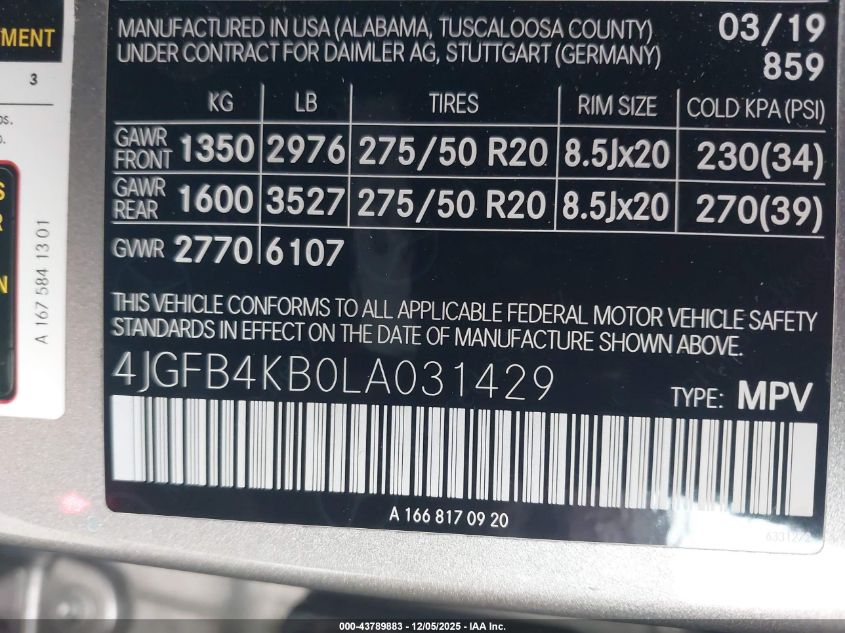 MANUFACTURED IN USA (ALABAMA, TUSCALOOSA COUNTY) 03/19
UNDER CONTRACT FOR DAIMLER AG, STUTTGART (GERMANY) 859
KG LB TIRES RIM SIZE COLD KPA (PSI)
GAWR FRONT 1350 2976 275/50 R20 8.5Jx20 230(34)
GAWR REAR 1600 3527 275/50 R20 8.5Jx20 270(39)
GVWR 2770 6107
THIS VEHICLE CONFORMS TO ALL APPLICABLE FEDERAL MOTOR VEHICLE SAFETY
STANDARDS IN EFFECT ON THE DATE OF MANUFACTURE SHOWN ABOVE.
4JGFB4KB0LA031429 TYPE: MPV
A 166 817 09 20
MENT
3
A 167 584 13 01
000-43789883 - 12/05/2025 - IAA Inc.